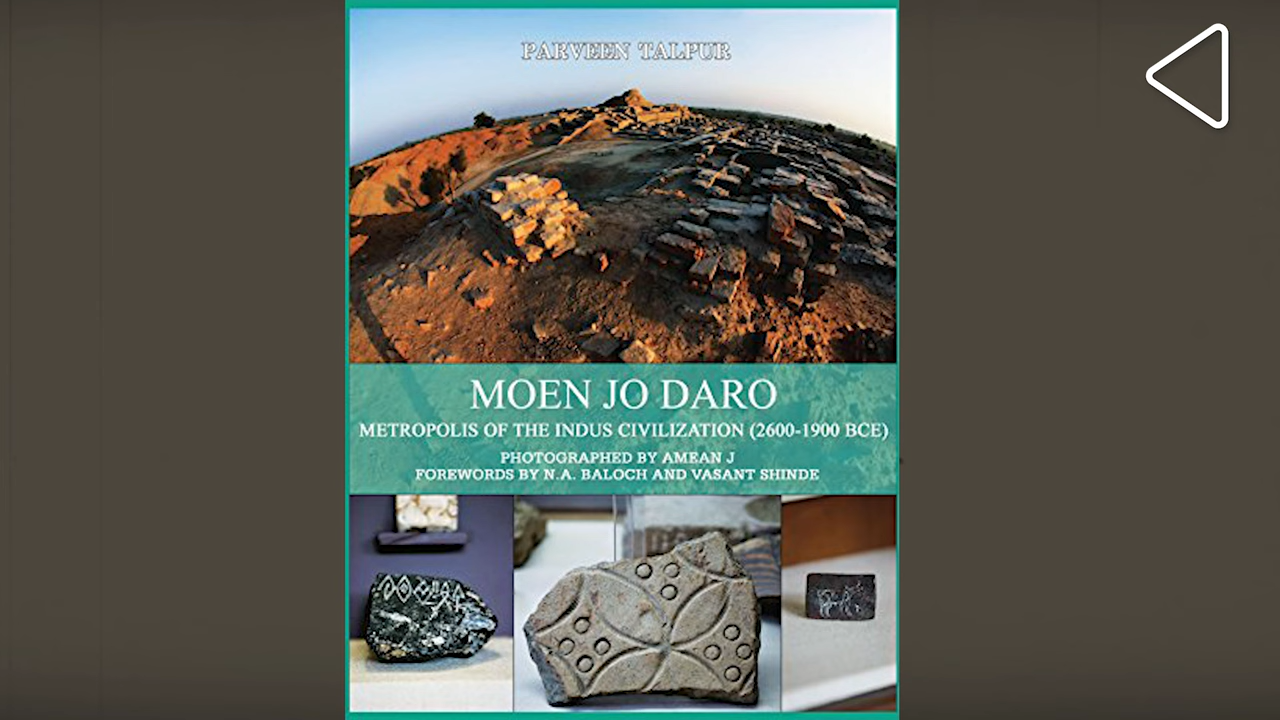 PARVEEN TALPUR
MOEN JO DARO
METROPOLIS OF THE INDUS CIVILIZATION (2600-1900 BCE)
PHOTOGRAPHED BY AMEAN J
FOREWORDS BY N.A. BALOCH AND VASANT SHINDE